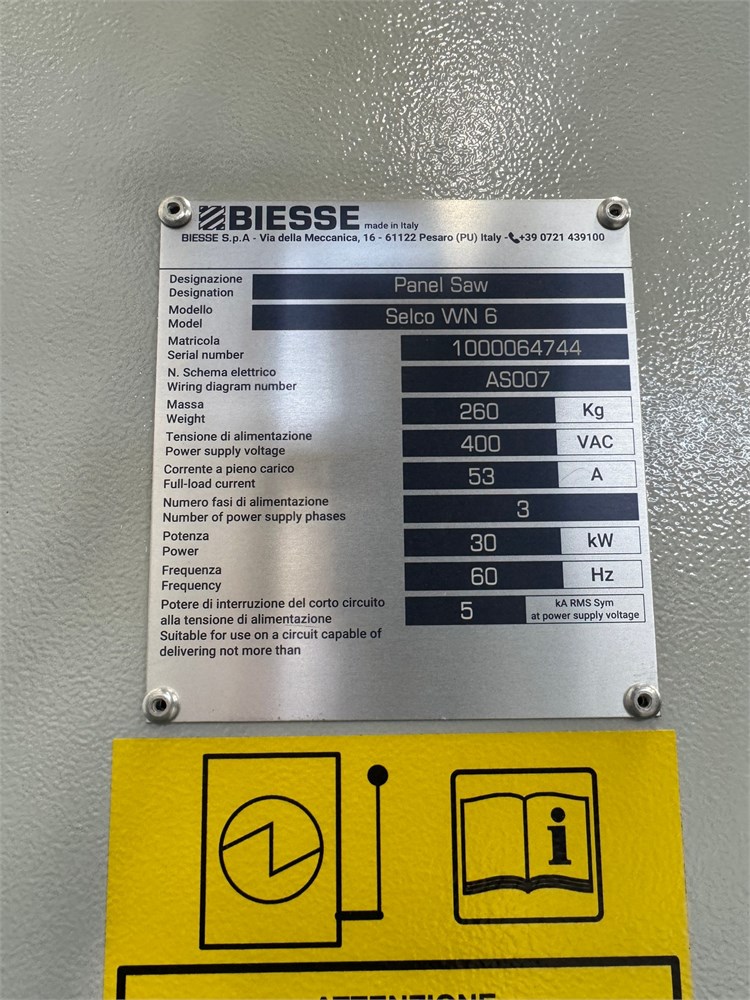 BIESSE made in Italy
BIESSE S.p.A - Via della Meccanica, 16 - 61122 Pesaro (PU) Italy - +39 0721 439100
Designazione
Designation
Panel Saw
Modello
Model
Selco WN 6
Matricola
Serial number
1000064744
N. Schema elettrico
Wiring diagram number
AS007
Massa
Weight
260 Kg
Tensione di alimentazione
Power supply voltage
400 VAC
Corrente a pieno carico
Full-load current
53 A
Numero fasi di alimentazione
Number of power supply phases
3
Potenza
Power
30 kW
Frequenza
Frequency
60 Hz
Potere di interruzione del corto circuito
alla tensione di alimentazione
Suitable for use on a circuit capable of
delivering not more than
5 kA RMS Sym
at power supply voltage
i
ATTENZIONE